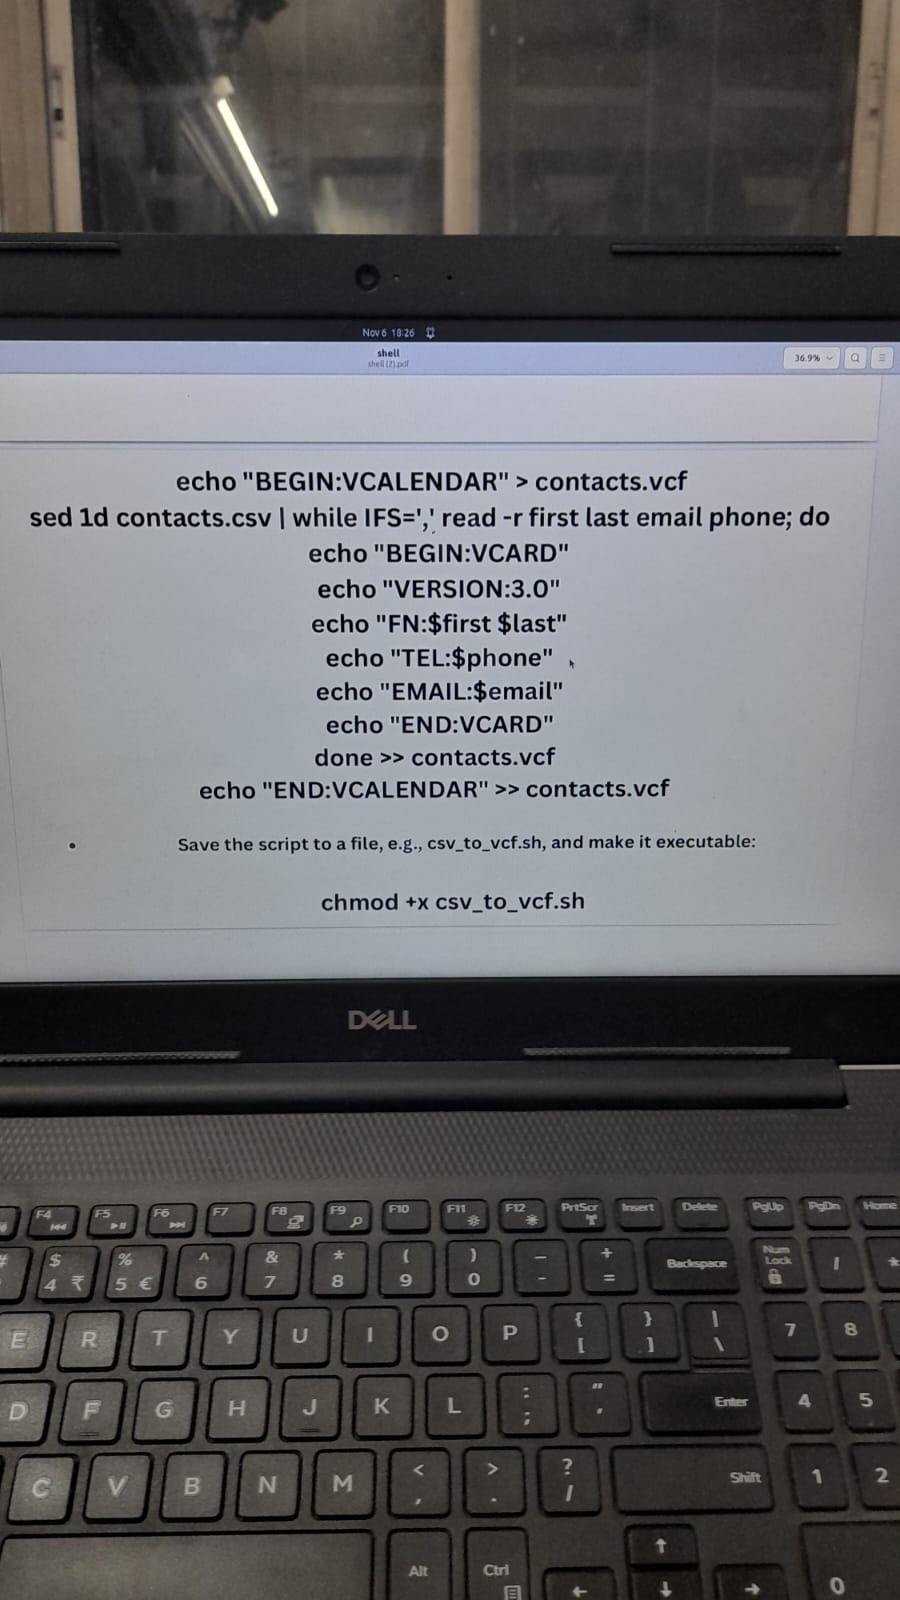 Nov 6 18:26
shell
shell (2).pdf
36.9%
echo "BEGIN:VCALENDAR" > contacts.vcf
sed 1d contacts.csv | while IFS=',' read -r first last email phone; do
echo "BEGIN:VCARD"
echo "VERSION:3.0"
echo "FN:$first $last"
echo "TEL:$phone"
echo "EMAIL:$email"
echo "END:VCARD"
done >> contacts.vcf
echo "END:VCALENDAR" >> contacts.vcf
• Save the script to a file, e.g., csv_to_vcf.sh, and make it executable:
chmod +x csv_to_vcf.sh
DELL
F4 F5 F6 F7 F8 F9 F10 F11 F12 PrtScr Insert Delete PgUp PgDn Home
$ % ^ & * ( ) _ + Backspace Num Lock / *
4 ₹ 5 € 6 7 8 9 0 - =
E R T Y U I O P { [ } ] | \ 7 8
D F G H J K L : ; " ' Enter 4 5
C V B N M < , > . ? / Shift 1 2
Alt Ctrl ↑
← ↓ → 0